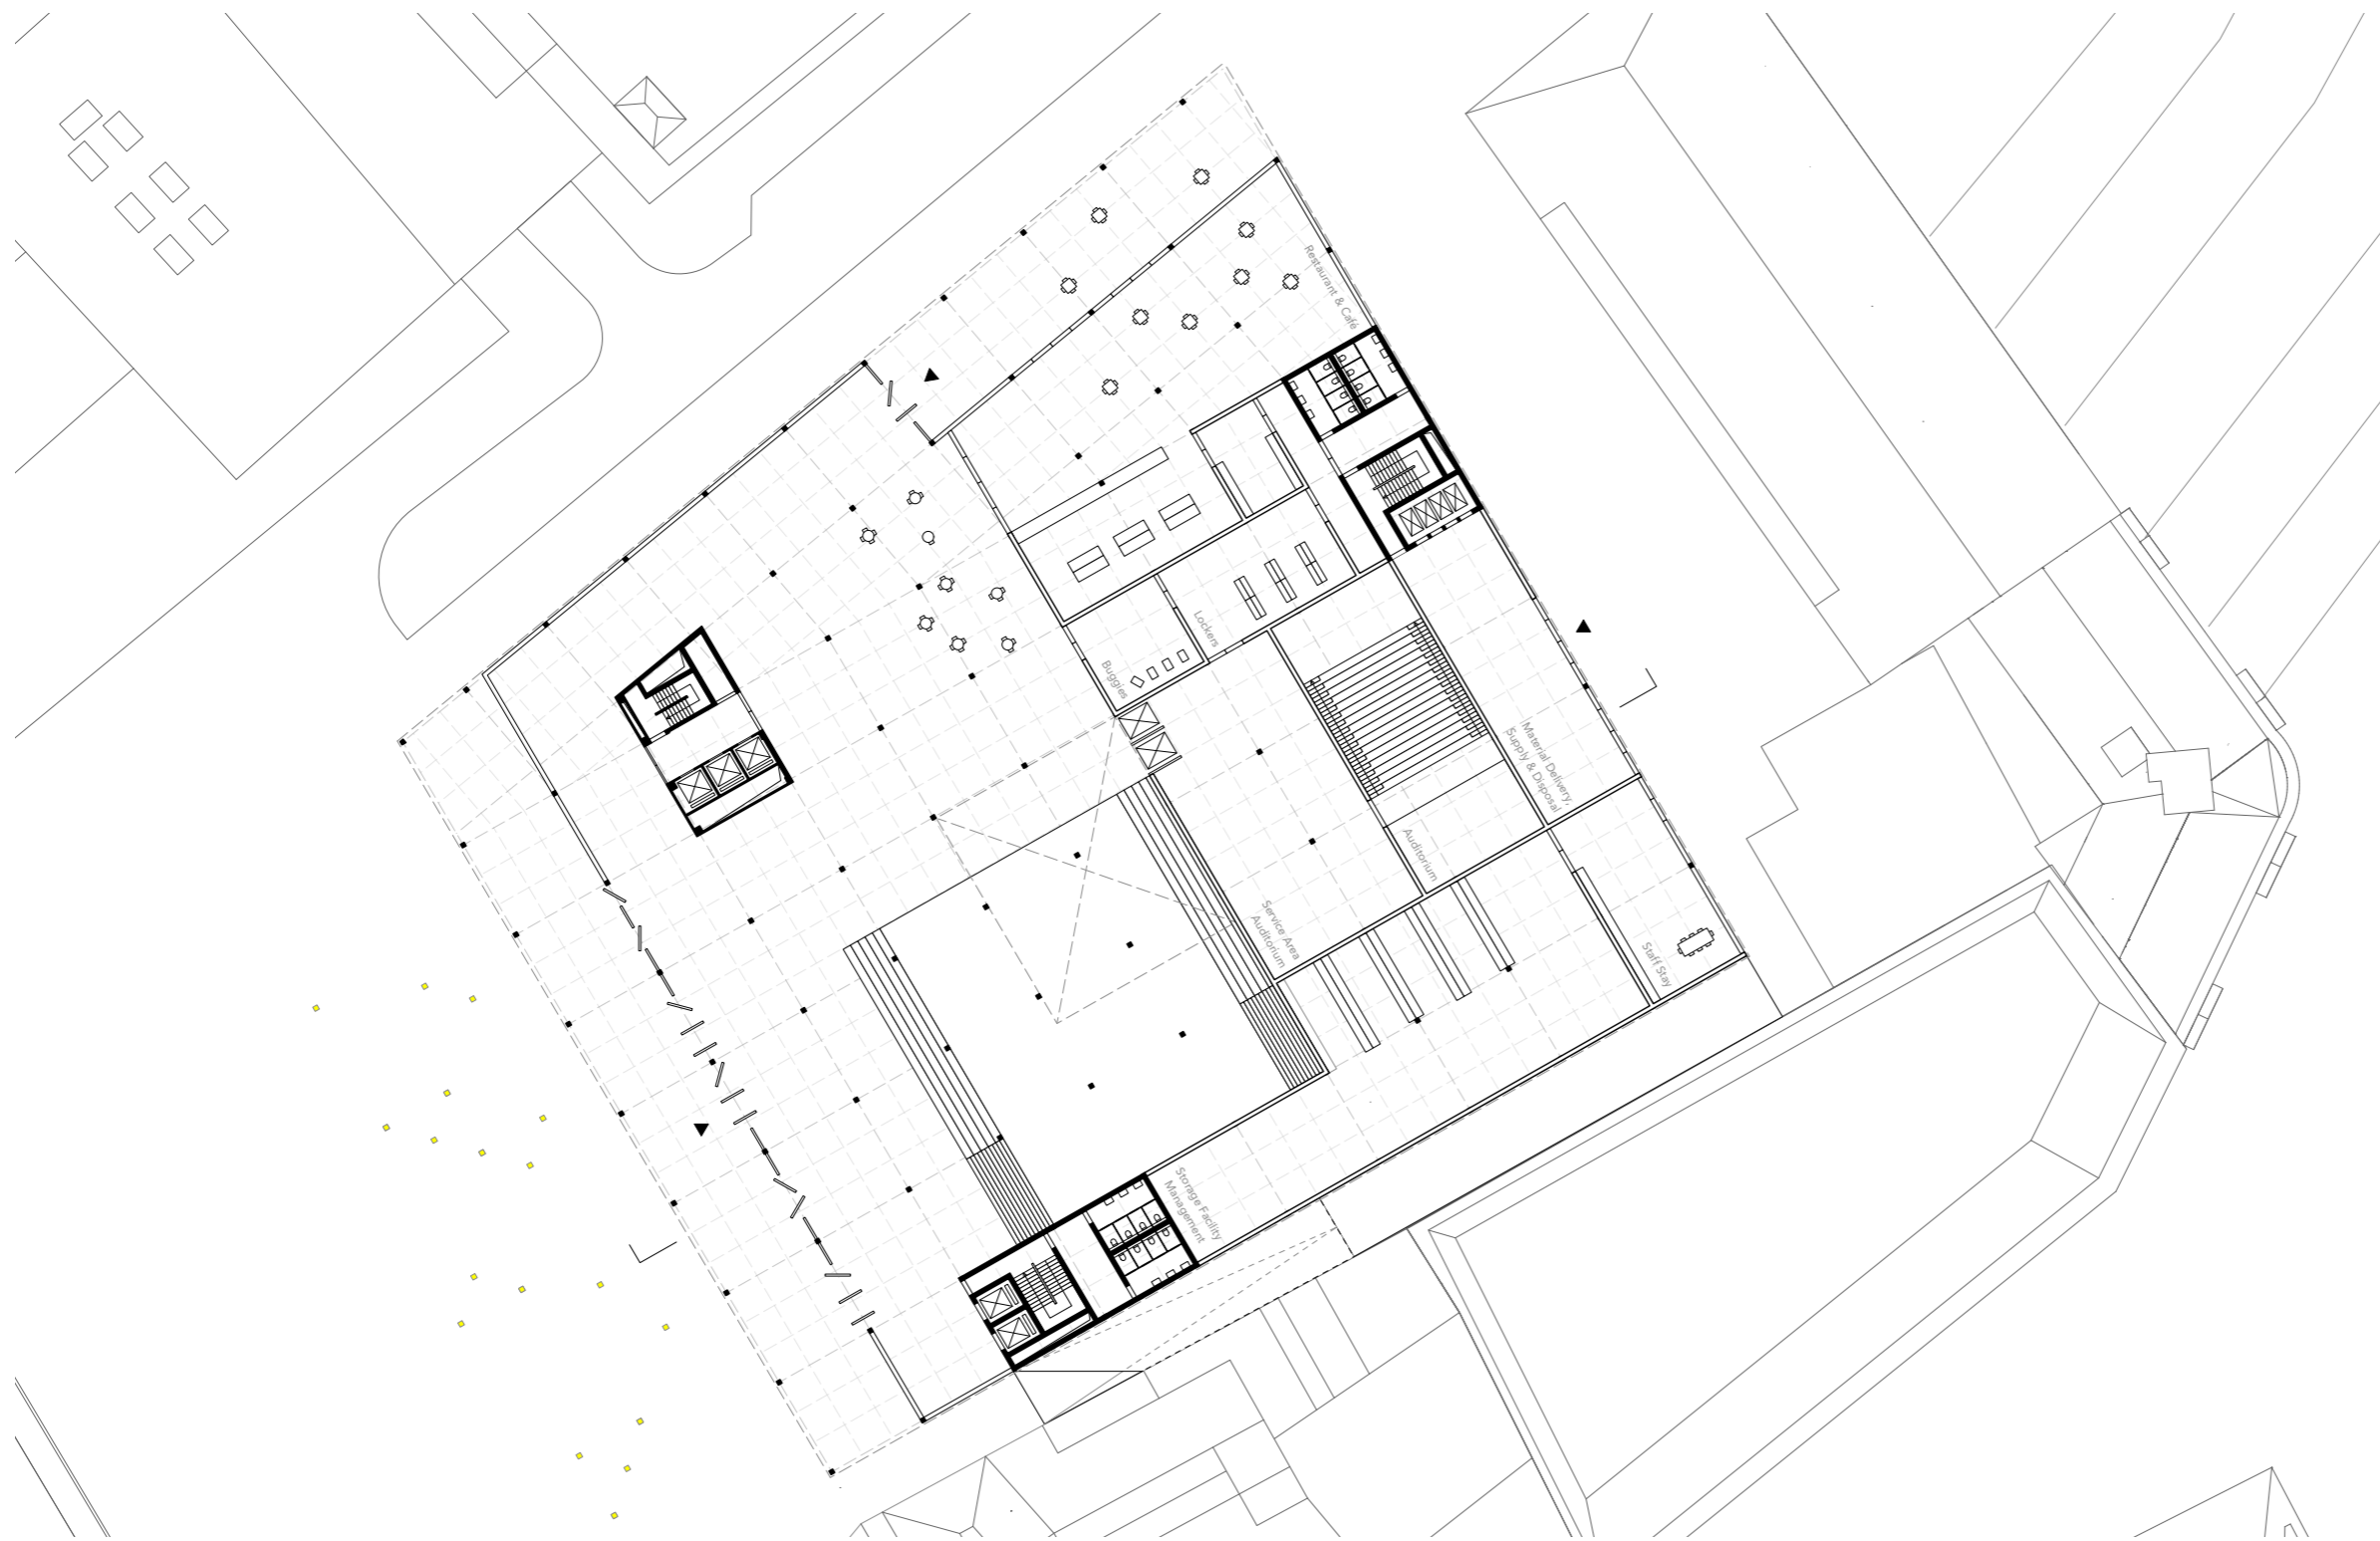 Restaurant & Café
Lockers
Buggies
Material Delivery,
Supply & Disposal
Auditorium
Service Area
Auditorium
Staff Stay
Storage Facility
Management